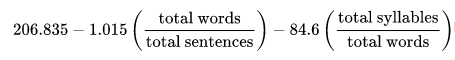 206.835 − 1.015 (total words / total sentences) − 84.6 (total syllables / total words)